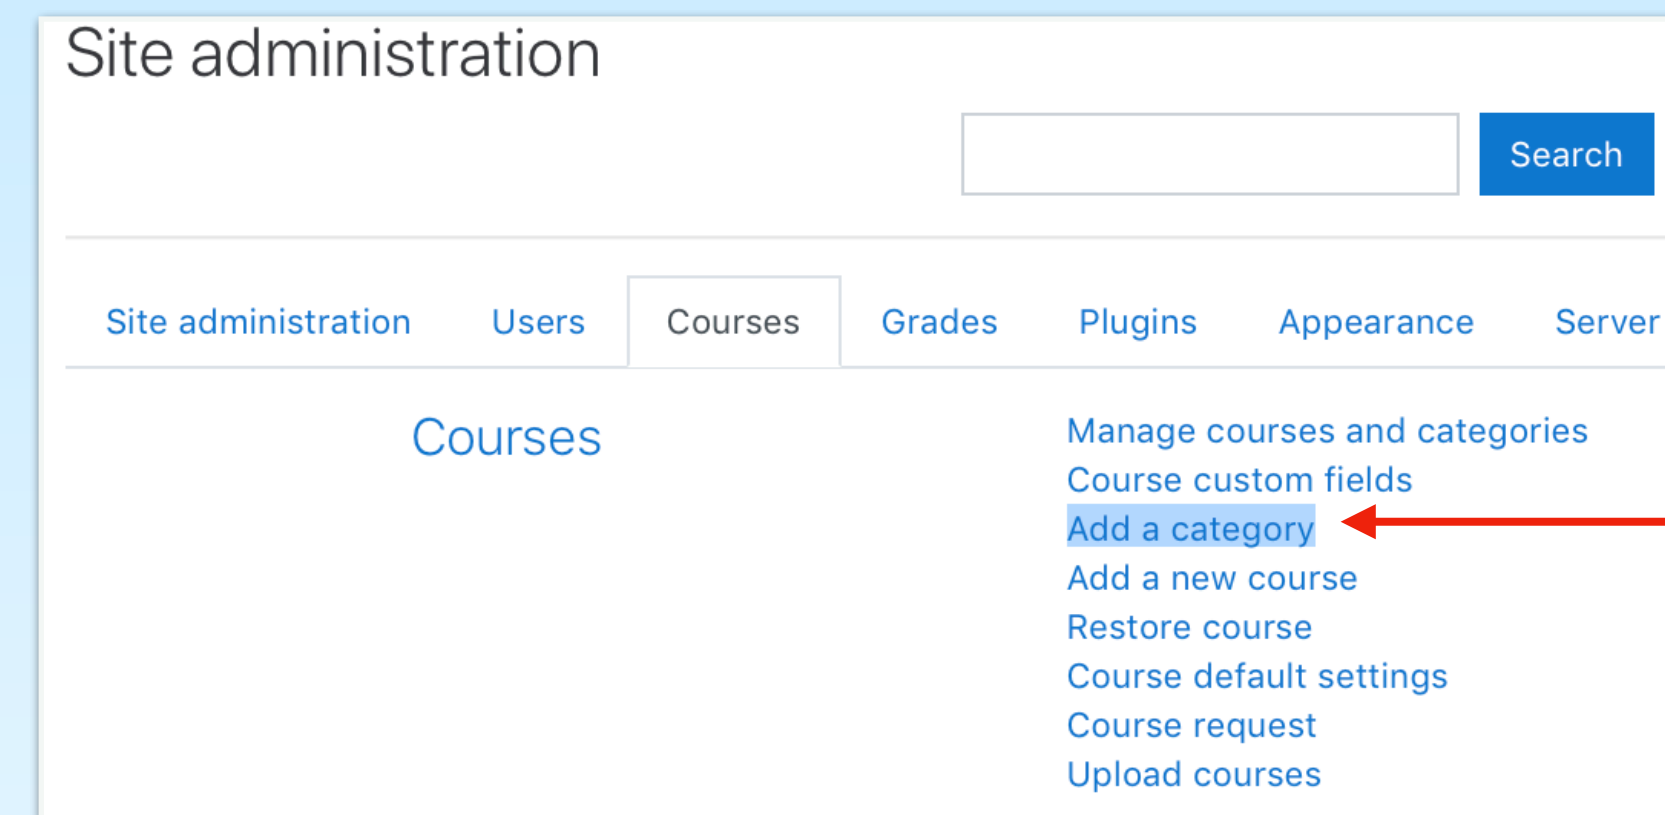 Site administration
Search
Site administration Users Courses Grades Plugins Appearance Server
Courses
Manage courses and categories
Course custom fields
Add a category
Add a new course
Restore course
Course default settings
Course request
Upload courses